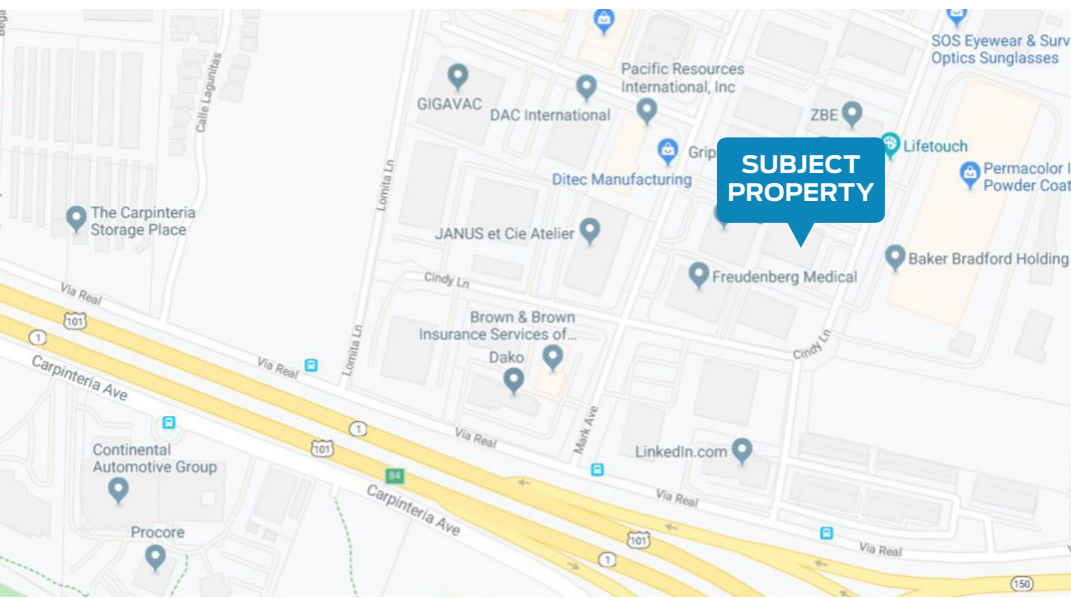 SOS Eyewear & Surv
Optics Sunglasses
Pacific Resources
International, Inc
GIGAVAC
DAC International
ZBE
Calle Lagunitas
Lifetouch
Grip
SUBJECT
PROPERTY
Ditec Manufacturing
Permacolor I
Powder Coat
Lomita Ln
The Carpinteria
Storage Place
JANUS et Cie Atelier
Baker Bradford Holding
Freudenberg Medical
Cindy Ln
Via Real
101
Brown & Brown
Insurance Services of...
1
Lomita Ln
Dako
Cindy Ln
Via Real
Carpinteria Ave
Mark Ave
1
Via Real
101
Continental
Automotive Group
LinkedIn.com
84
Carpinteria Ave
Via Real
Procore
101
Via Real
1
150